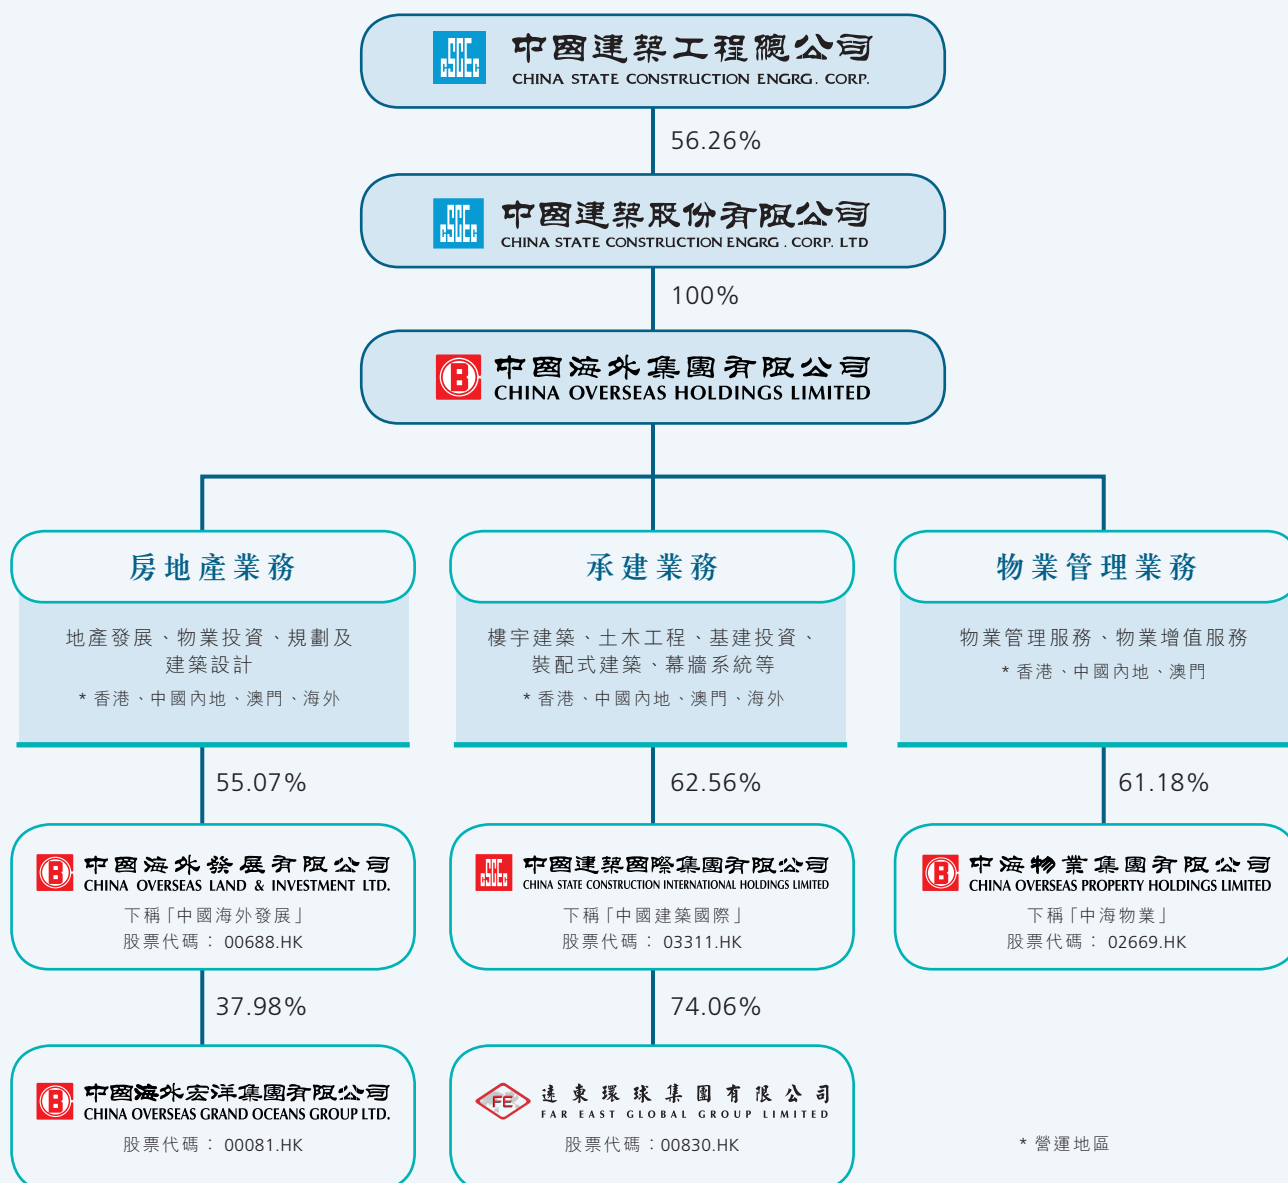 CSCEC
中國建築工程總公司
CHINA STATE CONSTRUCTION ENGRG. CORP.
56.26%
CSCEC
中國建築股份有限公司
CHINA STATE CONSTRUCTION ENGRG . CORP. LTD
100%
中國海外集團有限公司
CHINA OVERSEAS HOLDINGS LIMITED
房地產業務
地產發展、物業投資、規劃及
建築設計
* 香港、中國內地、澳門、海外
55.07%
中國海外發展有限公司
CHINA OVERSEAS LAND & INVESTMENT LTD.
下稱「中國海外發展」
股票代碼： 00688.HK
37.98%
中國海外宏洋集團有限公司
CHINA OVERSEAS GRAND OCEANS GROUP LTD.
股票代碼： 00081.HK
承建業務
樓宇建築、土木工程、基建投資、
裝配式建築、幕牆系統等
* 香港、中國內地、澳門、海外
62.56%
CSCEC
中國建築國際集團有限公司
CHINA STATE CONSTRUCTION INTERNATIONAL HOLDINGS LIMITED
下稱「中國建築國際」
股票代碼： 03311.HK
74.06%
FE
遠東環球集團有限公司
FAR EAST GLOBAL GROUP LIMITED
股票代碼：00830.HK
物業管理業務
物業管理服務、物業增值服務
* 香港、中國內地、澳門
61.18%
中海物業集團有限公司
CHINA OVERSEAS PROPERTY HOLDINGS LIMITED
下稱「中海物業」
股票代碼： 02669.HK
* 營運地區